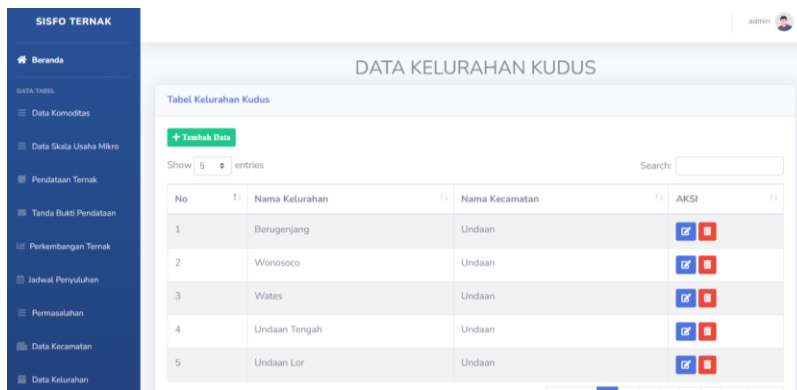 SISFO TERNAK
admin
Beranda
DATA KELURAHAN KUDUS
DATA TABEL
Data Komoditas
Data Skala Usaha Mikro
Pendataan Ternak
Tanda Bukti Pendataan
Perkembangan Ternak
Jadwal Penyuluhan
Permasalahan
Data Kecamatan
Data Kelurahan
Tabel Kelurahan Kudus
+ Tambah Data
Show 5 entries Search:
No Nama Kelurahan Nama Kecamatan AKSI
1 Berugenjang Undaan
2 Wonosoco Undaan
3 Wates Undaan
4 Undaan Tengah Undaan
5 Undaan Lor Undaan